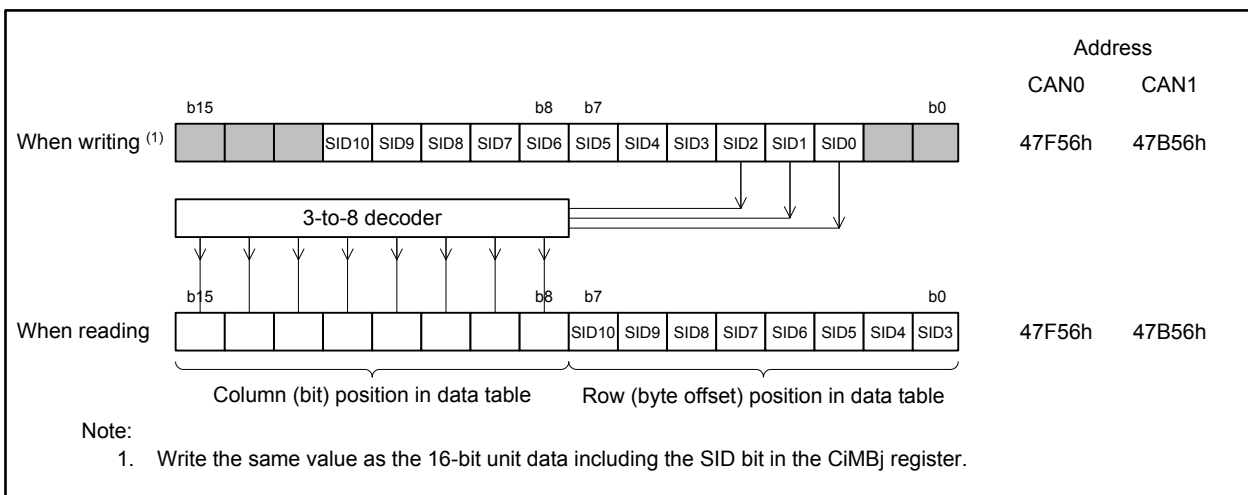 Address
CAN0 CAN1
b15 b8 b7 b0
When writing (1) SID10 SID9 SID8 SID7 SID6 SID5 SID4 SID3 SID2 SID1 SID0 47F56h 47B56h
3-to-8 decoder
b15 b8 b7 b0
When reading SID10 SID9 SID8 SID7 SID6 SID5 SID4 SID3 47F56h 47B56h
Column (bit) position in data table Row (byte offset) position in data table
Note:
1. Write the same value as the 16-bit unit data including the SID bit in the CiMBj register.